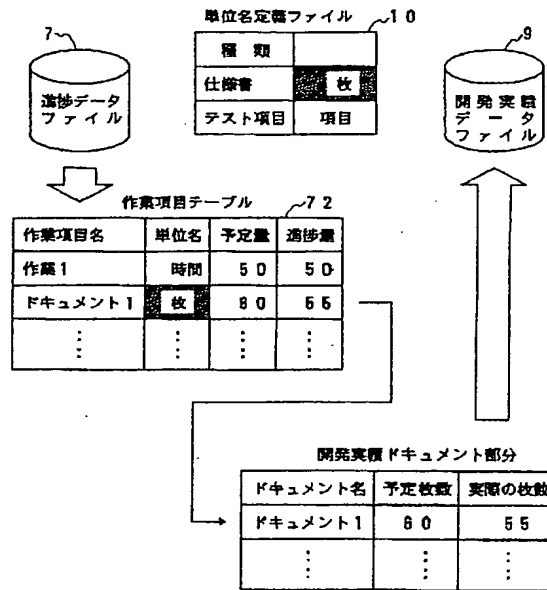 単位名定義ファイル 10
7
9
種 類
進捗データ
ファイル
仕様書 枚
テスト項目 項目
開発実績
データ
ファイル
作業項目テーブル 72
作業項目名 単位名 予定量 進捗量
作業1 時間 50 50
ドキュメント1 枚 60 55
開発実績ドキュメント部分
ドキュメント名 予定枚数 実際の枚数
ドキュメント1 60 55